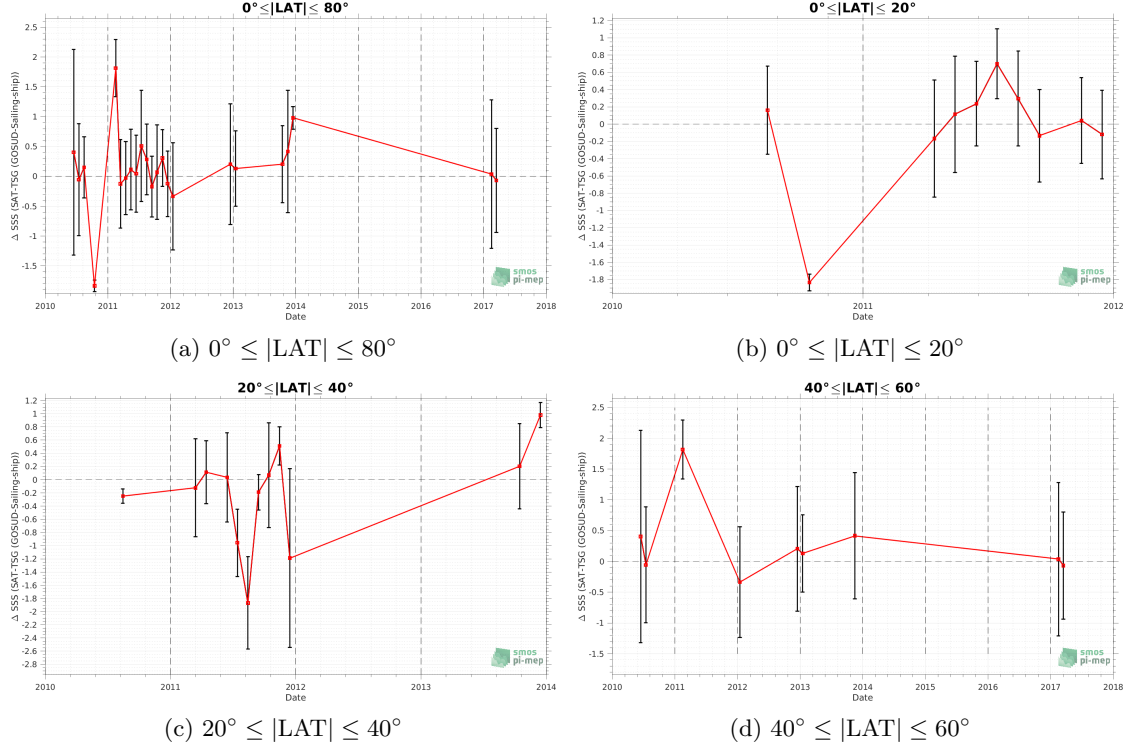 0°≤|LAT|≤ 80°
2.5
2
1.5
1
0.5
0
-0.5
-1
-1.5
Δ SSS (SAT-TSG (GOSUD-Sailing-ship))
2010 2011 2012 2013 2014 2015 2016 2017 2018
Date
smos
pi-mep
(a) 0° ≤ |LAT| ≤ 80°
0°≤|LAT|≤ 20°
1.2
1
0.8
0.6
0.4
0.2
0
-0.2
-0.4
-0.6
-0.8
-1
-1.2
-1.4
-1.6
-1.8
Δ SSS (SAT-TSG (GOSUD-Sailing-ship))
2010 2011 2012
Date
smos
pi-mep
(b) 0° ≤ |LAT| ≤ 20°
20°≤|LAT|≤ 40°
1.2
1
0.8
0.6
0.4
0.2
0
-0.2
-0.4
-0.6
-0.8
-1
-1.2
-1.4
-1.6
-1.8
-2
-2.2
-2.4
-2.6
-2.8
Δ SSS (SAT-TSG (GOSUD-Sailing-ship))
2010 2011 2012 2013 2014
Date
smos
pi-mep
(c) 20° ≤ |LAT| ≤ 40°
40°≤|LAT|≤ 60°
2.5
2
1.5
1
0.5
0
-0.5
-1
-1.5
Δ SSS (SAT-TSG (GOSUD-Sailing-ship))
2010 2011 2012 2013 2014 2015 2016 2017 2018
Date
smos
pi-mep
(d) 40° ≤ |LAT| ≤ 60°